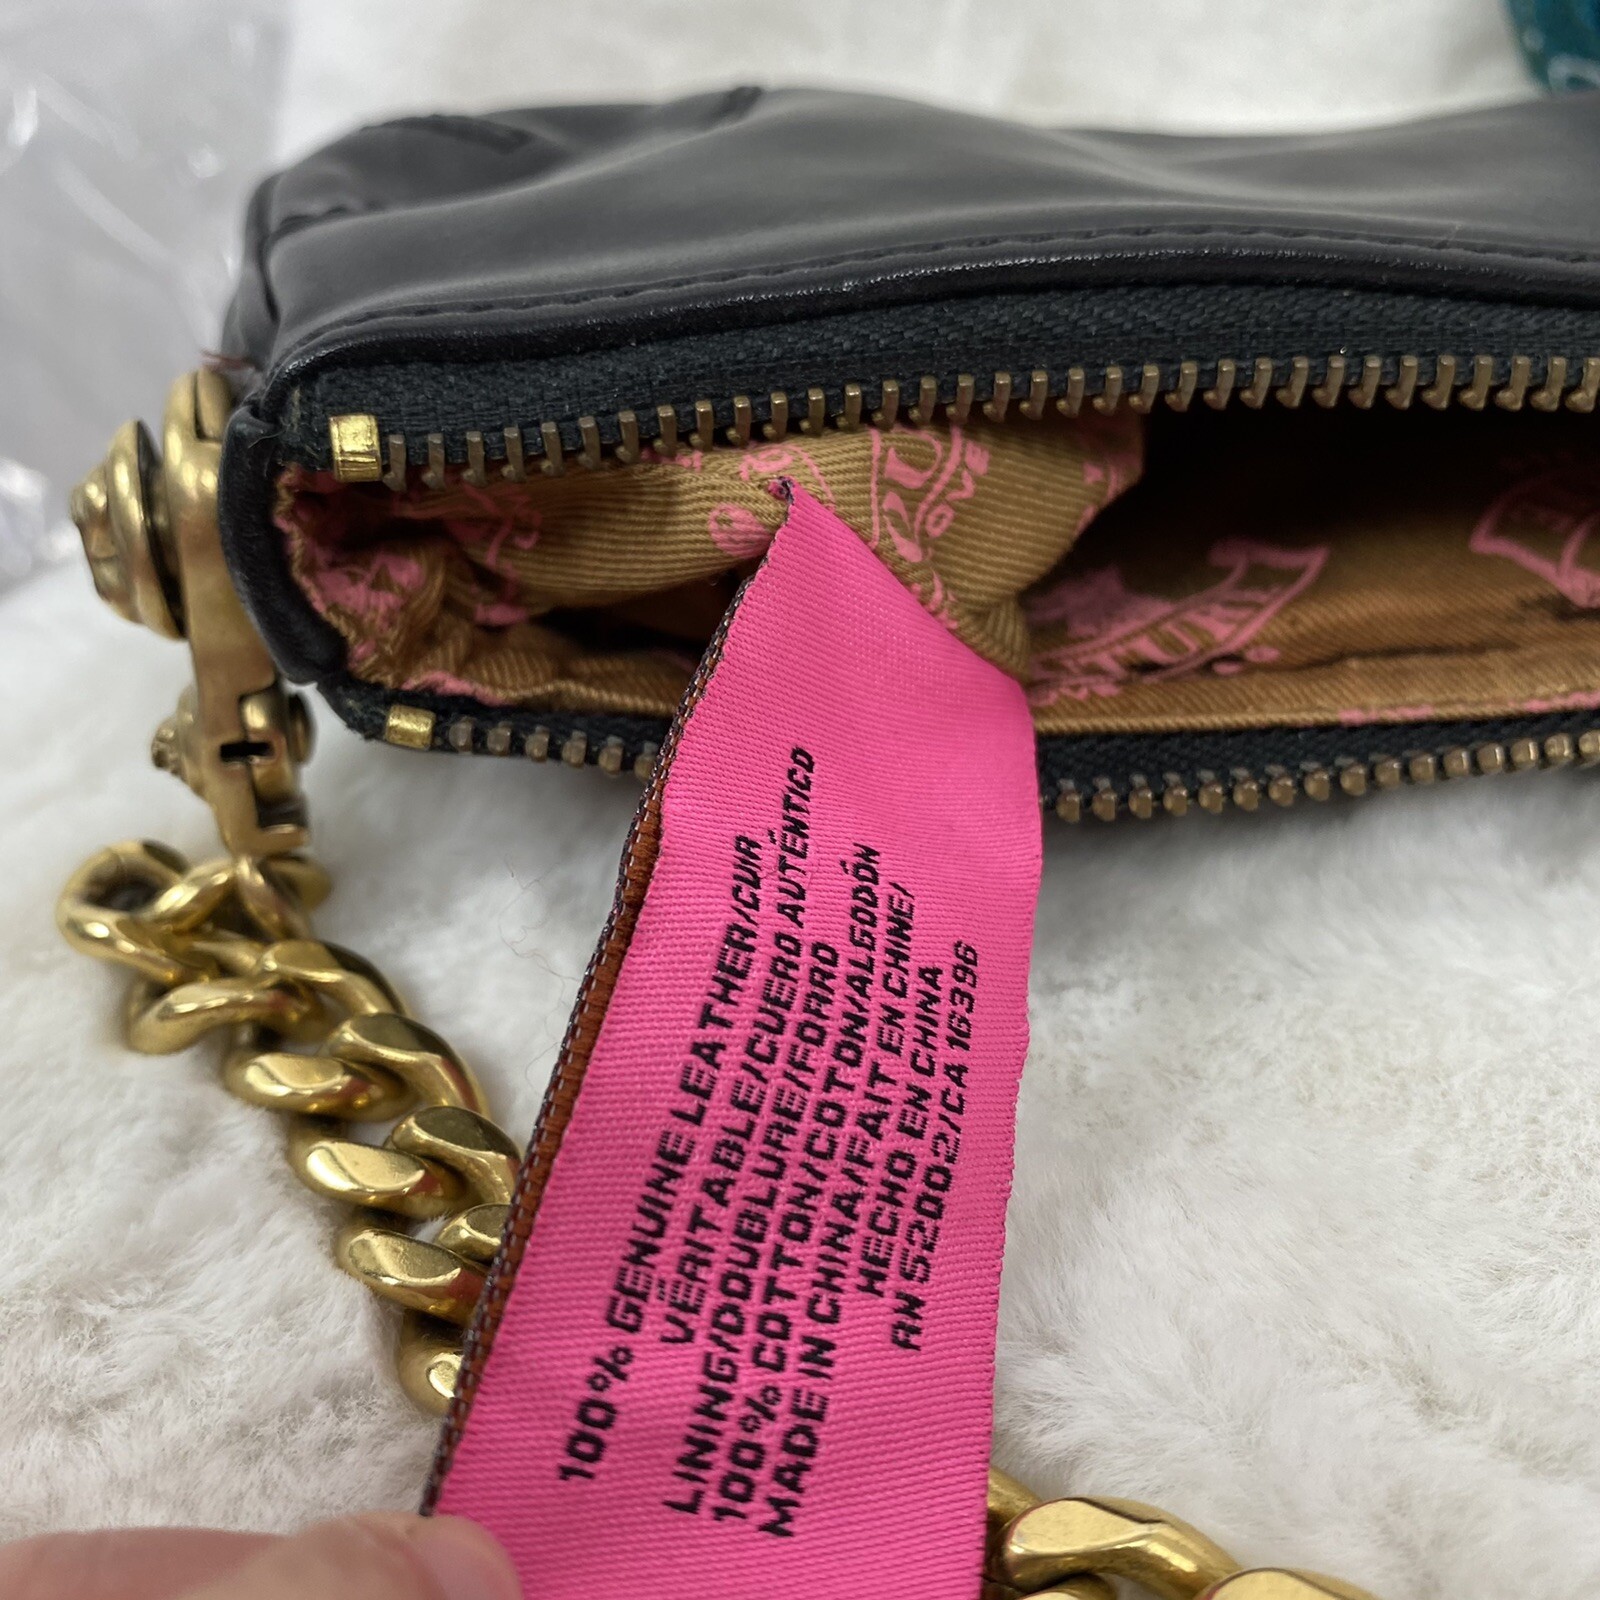 100% GENUINE LEATHER/CUIR
VÉRITABLE/CUERO AUTÉNTICO
LINING/DOUBLURE/FORRO
100% COTTON/COTON/ALGODÓN
MADE IN CHINA/FAIT EN CHINE/
HECHO EN CHINA
RN 52002/CA 16396